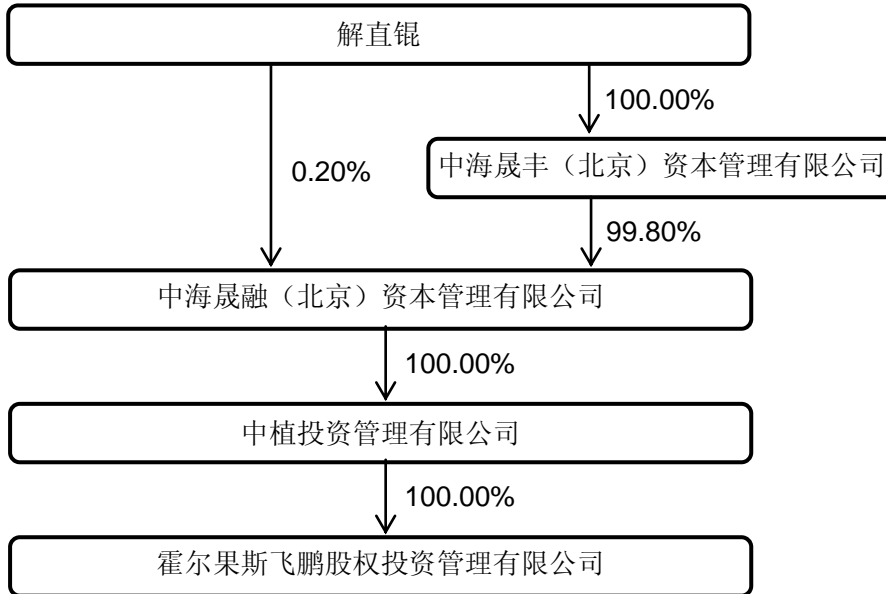 解直锟
100.00%
0.20%
中海晟丰（北京）资本管理有限公司
99.80%
中海晟融（北京）资本管理有限公司
100.00%
中植投资管理有限公司
100.00%
霍尔果斯飞鹏股权投资管理有限公司